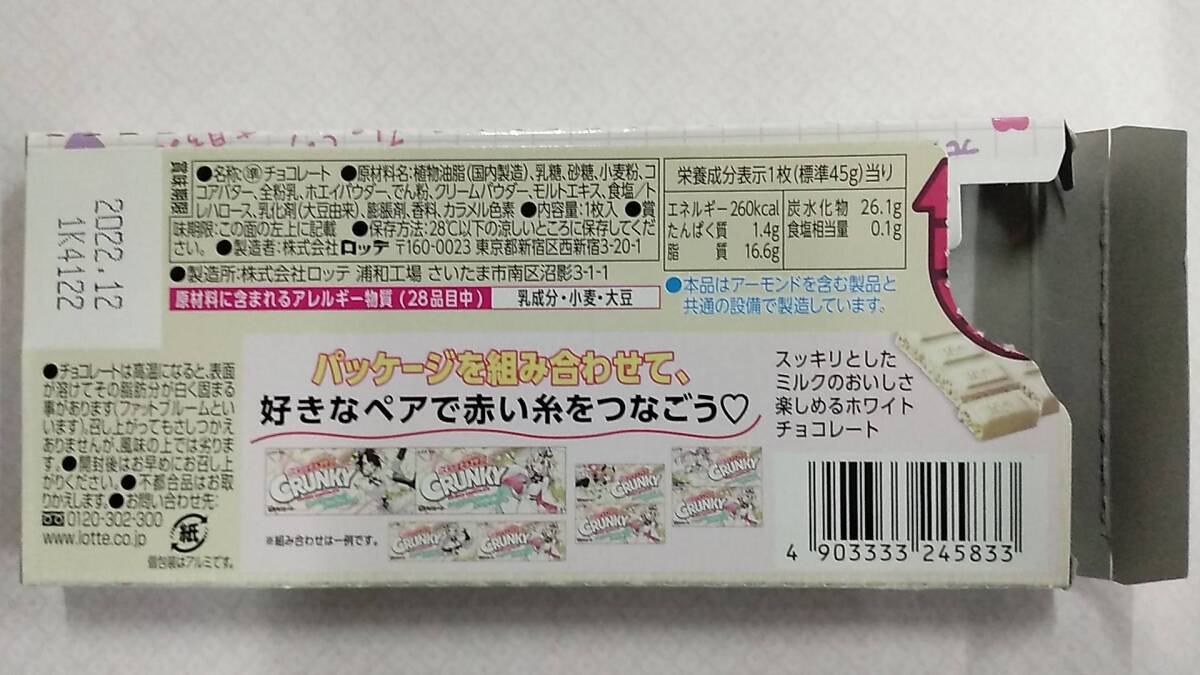 賞味期限
2022.12
1K4122
●名称:準チョコレート ●原材料名:植物油脂(国内製造)、乳糖、砂糖、小麦粉、コ
コアバター、全粉乳、ホエイパウダー、でん粉、クリームパウダー、モルトエキス、食塩/ト
レハロース、乳化剤(大豆由来)、膨脹剤、香料、カラメル色素 ●内容量:1枚入 ●賞
味期限:この面の左上に記載 ●保存方法:28℃以下の涼しいところに保存してくださ
い。 ●製造者:株式会社ロッテ 〒160-0023 東京都新宿区西新宿3-20-1
●製造所:株式会社ロッテ 浦和工場 さいたま市南区沼影3-1-1
原材料に含まれるアレルギー物質(28品目中) 乳成分・小麦・大豆
栄養成分表示1枚(標準45g)当り
エネルギー 260kcal 炭水化物 26.1g
たんぱく質 1.4g 食塩相当量 0.1g
脂質 16.6g
●本品はアーモンドを含む製品と
共通の設備で製造しています。
●チョコレートは高温になると、表面
が溶けてその脂肪分が白く固まる
事があります(ファットブルームとい
います)。召し上がってもさしつかえ
ありませんが、風味の上では劣りま
す。●開封後はお早めにお召し上
がりください。●不都合品はお取
りかえします。●お問い合わせ先:
0120-302-300
www.lotte.co.jp
紙
個包装はアルミです。
パッケージを組み合わせて、
好きなペアで赤い糸をつなごう♡
CRUNKY CRUNKY CRUNKY CRUNKY
CRUNKY CRUNKY CRUNKY CRUNKY
※組み合わせは一例です。
スッキリとした
ミルクのおいしさ
楽しめるホワイト
チョコレート
4 903333 245833